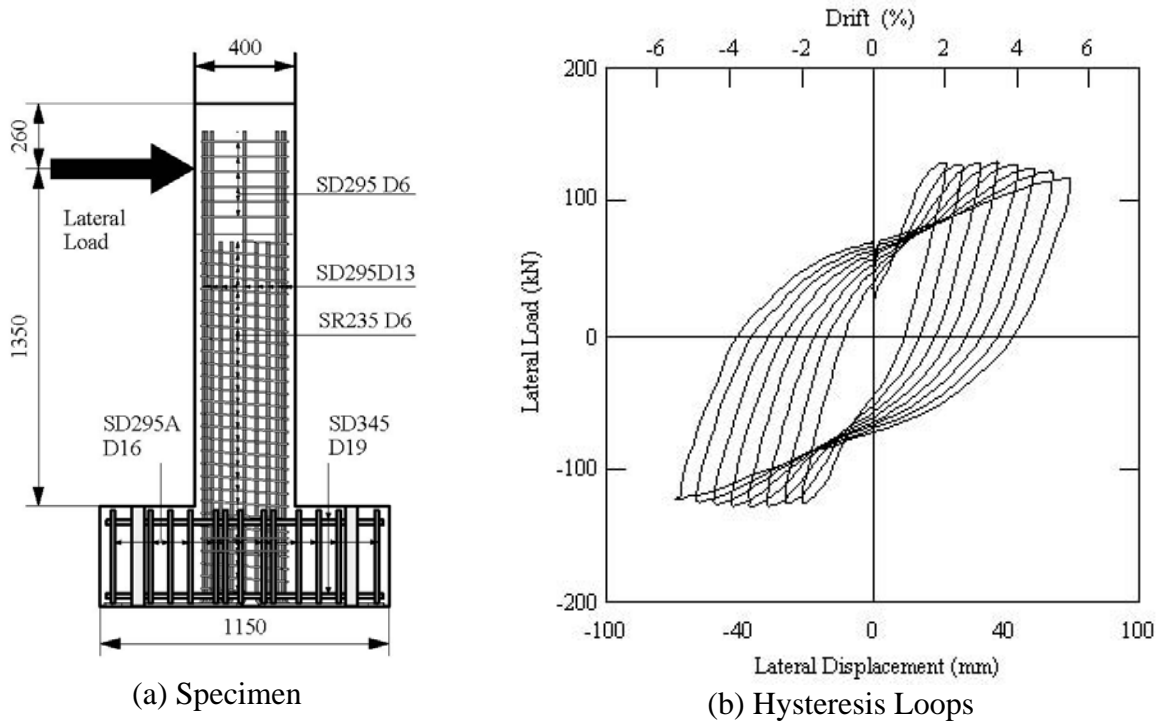 400
260
Lateral
Load
1350
SD295 D6
SD295D13
SR235 D6
SD295A
D16
SD345
D19
1150
(a) Specimen
Drift (%)
-6 -4 -2 0 2 4 6
200
100
0
-100
-200
Lateral Load (kN)
-100 -40 0 40 100
Lateral Displacement (mm)
(b) Hysteresis Loops